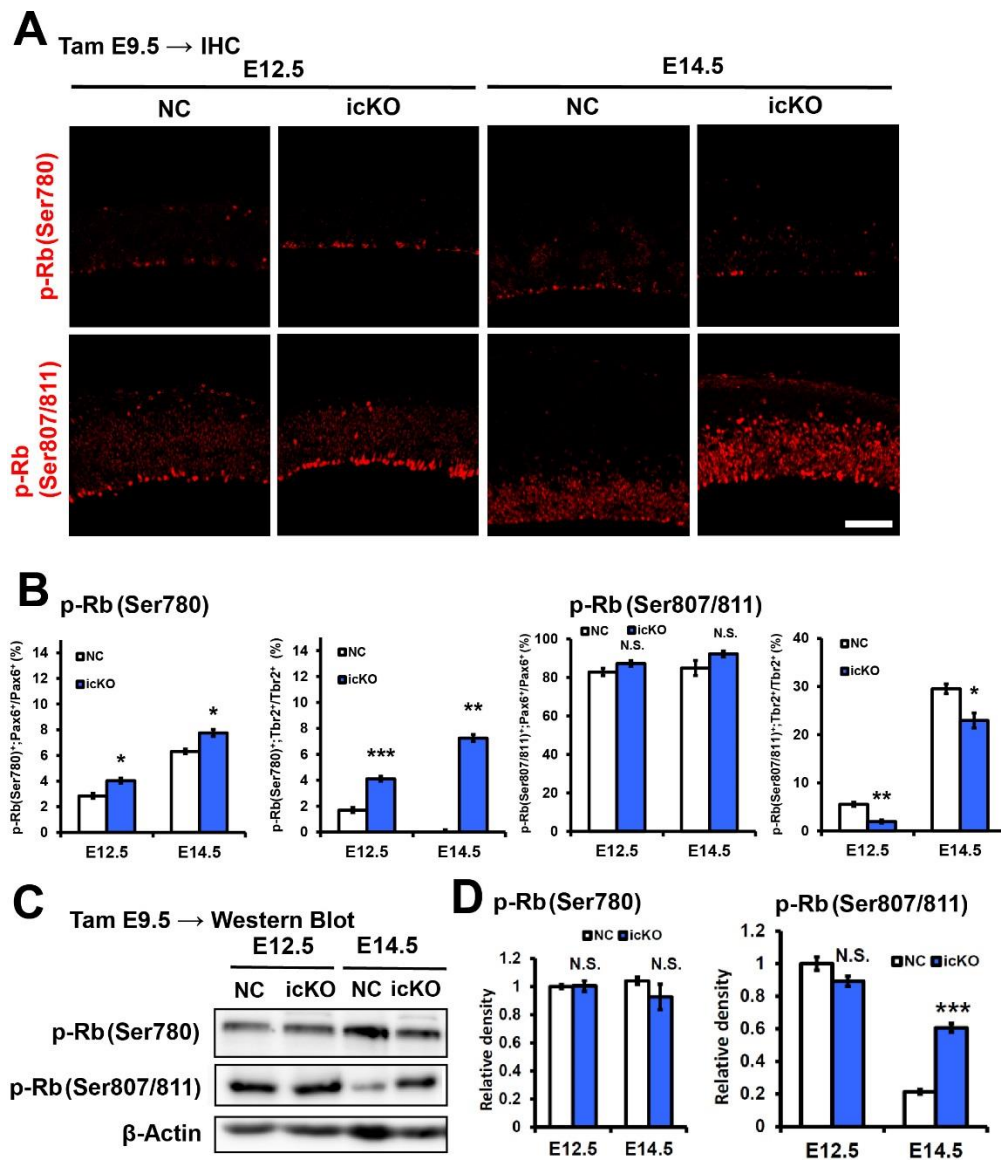 A
Tam E9.5 → IHC
E12.5
E14.5
NC
icKO
NC
icKO
p-Rb(Ser780)
p-Rb
(Ser807/811)
B
p-Rb(Ser780)
p-Rb(Ser807/811)
p-Rb(Ser780)⁺;Pax6⁺/Pax6⁺ (%)
14
12
10
8
6
4
2
0
NC
icKO
*
*
E12.5
E14.5
p-Rb(Ser780)⁺;Tbr2⁺/Tbr2⁺ (%)
10
8
6
4
2
0
NC
icKO
***
**
E12.5
E14.5
p-Rb(Ser807/811)⁺;Pax6⁺/Pax6⁺ (%)
100
80
60
40
20
0
NC
icKO
N.S.
N.S.
E12.5
E14.5
p-Rb(Ser807/811)⁺;Tbr2⁺/Tbr2⁺ (%)
40
30
20
10
0
NC
icKO
**
*
E12.5
E14.5
C
Tam E9.5 → Western Blot
E12.5
E14.5
NC
icKO
NC
icKO
p-Rb(Ser780)
p-Rb(Ser807/811)
β-Actin
D
p-Rb(Ser780)
Relative density
1.4
1.2
1
0.8
0.6
0.4
0.2
0
NC
icKO
N.S.
N.S.
E12.5
E14.5
p-Rb(Ser807/811)
Relative density
1.2
1
0.8
0.6
0.4
0.2
0
N.S.
NC
icKO
***
E12.5
E14.5